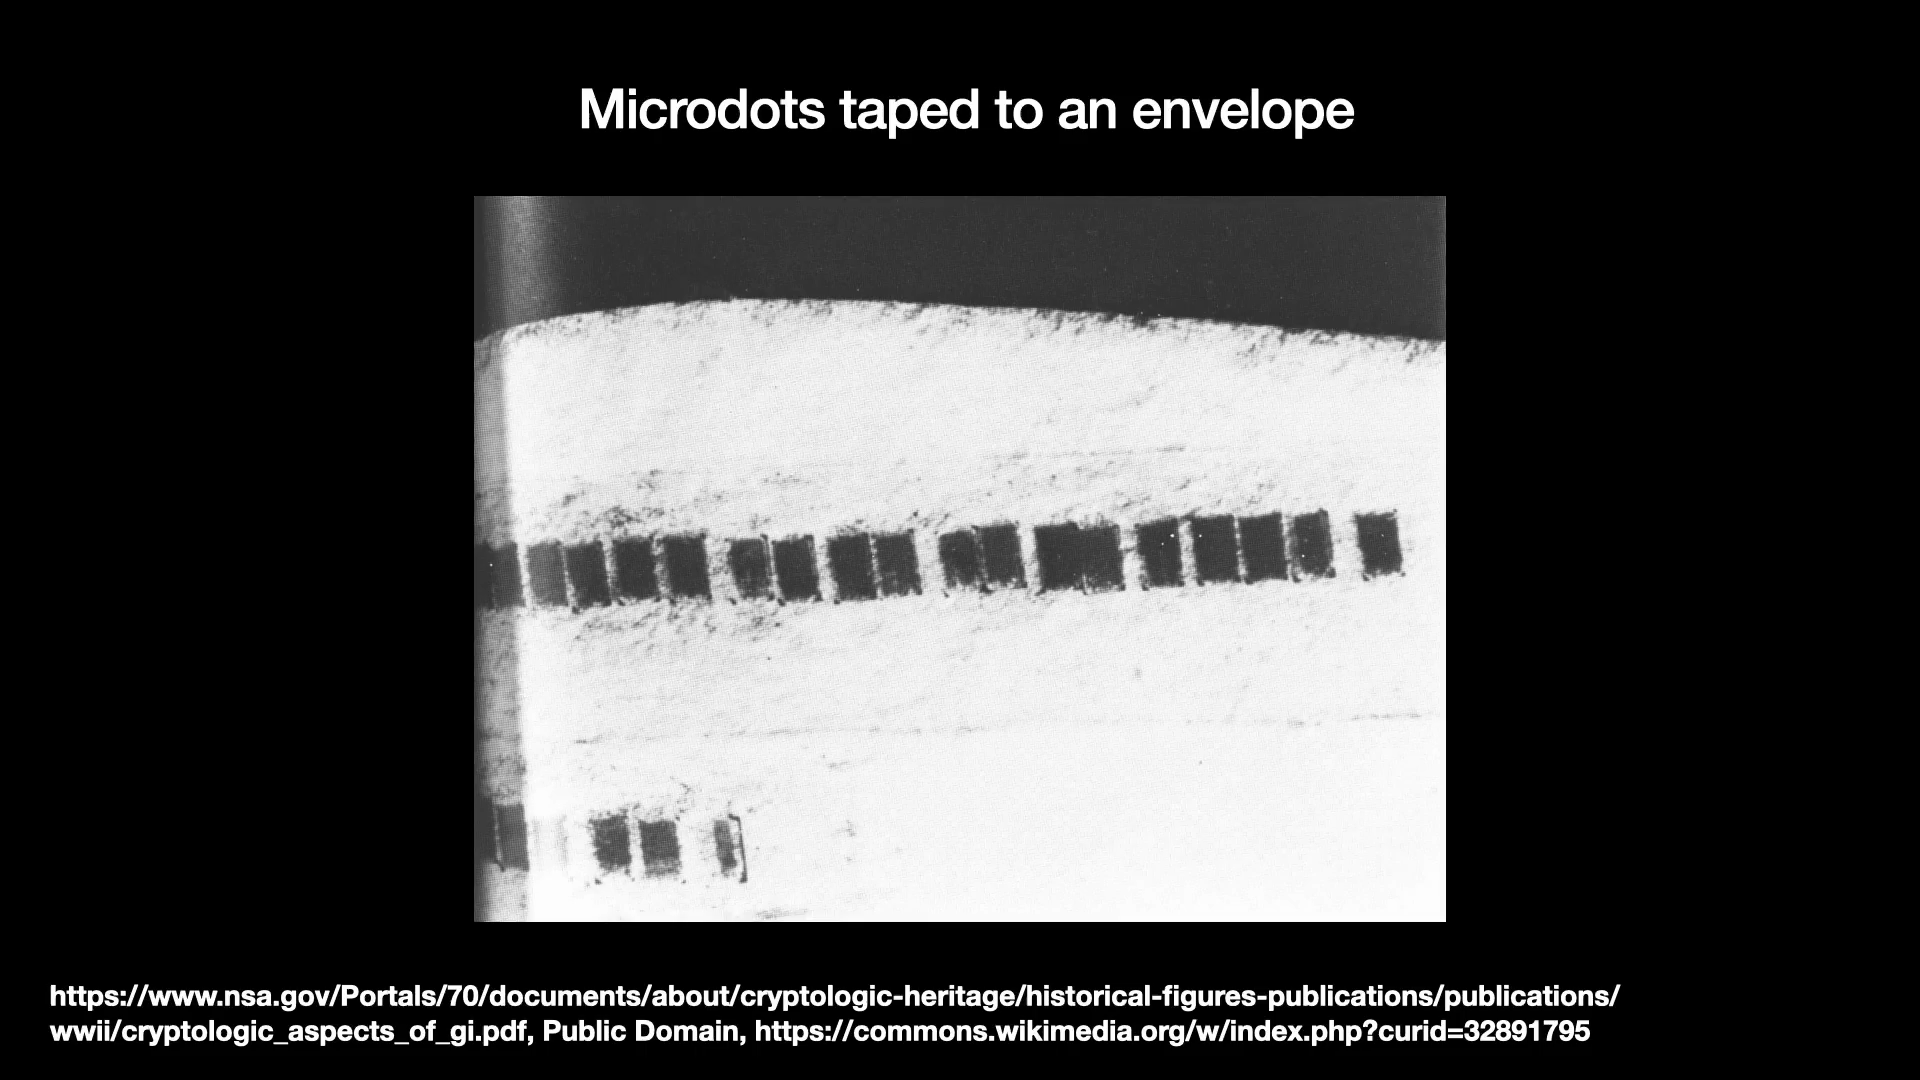 Microdots taped to an envelope
https://www.nsa.gov/Portals/70/documents/about/cryptologic-heritage/historical-figures-publications/publications/
wwii/cryptologic_aspects_of_gi.pdf, Public Domain, https://commons.wikimedia.org/w/index.php?curid=32891795